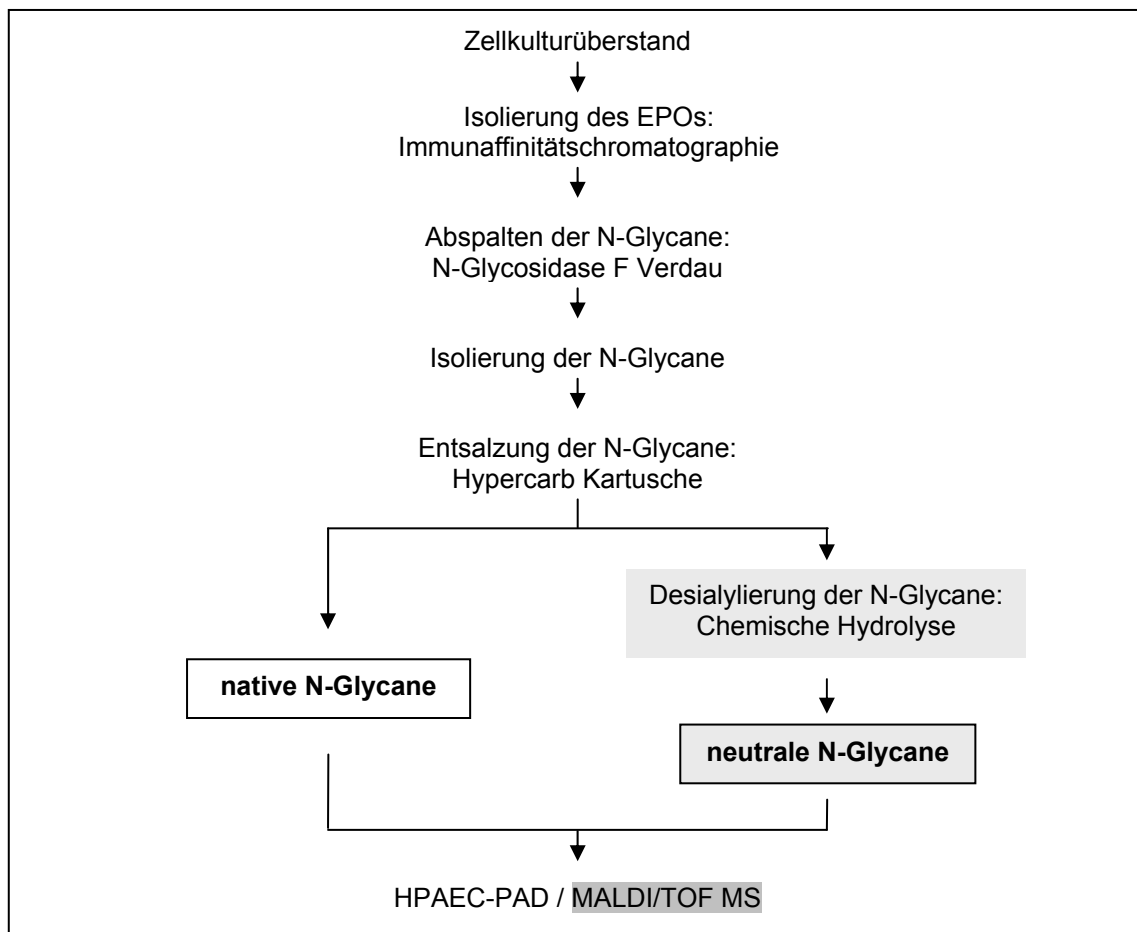 Zellkulturüberstand
Isolierung des EPOs:
Immunaffinitätschromatographie
Abspalten der N-Glycane:
N-Glycosidase F Verdau
Isolierung der N-Glycane
Entsalzung der N-Glycane:
Hypercarb Kartusche
Desialylierung der N-Glycane:
Chemische Hydrolyse
native N-Glycane
neutrale N-Glycane
HPAEC-PAD / MALDI/TOF MS